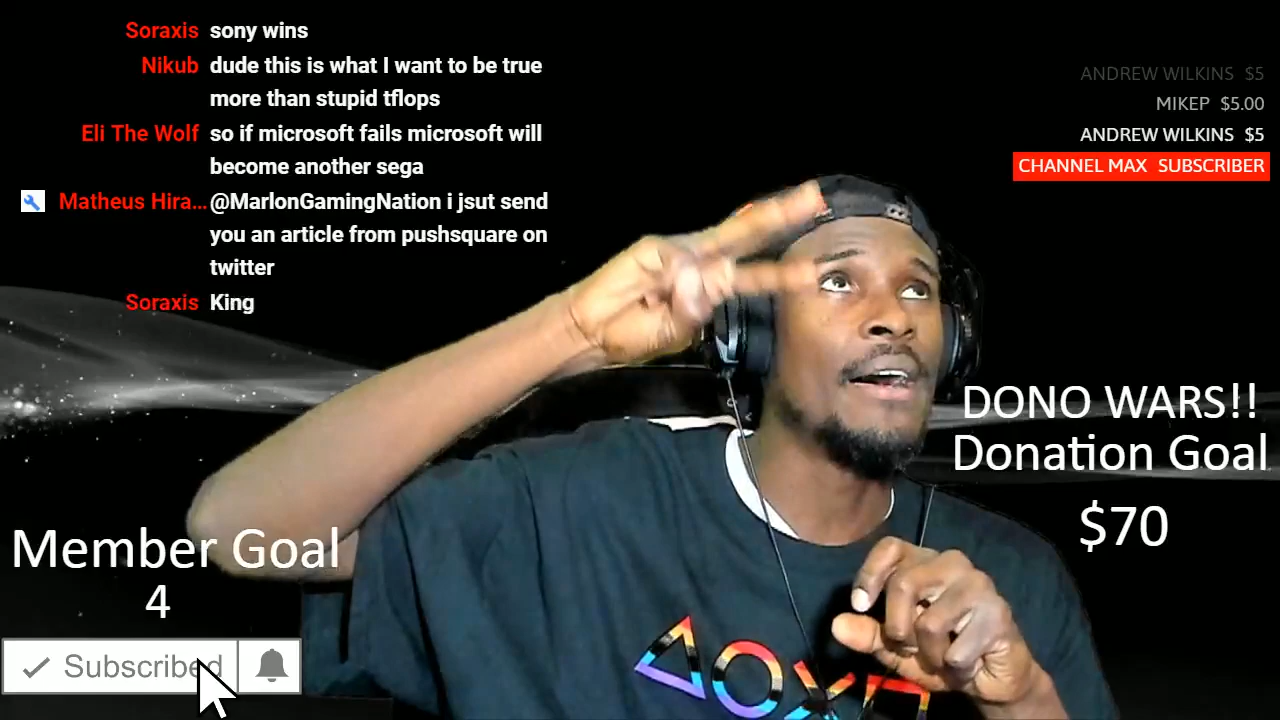 Soraxis sony wins
Nikub dude this is what I want to be true
more than stupid tflops
Eli The Wolf so if microsoft fails microsoft will
become another sega
Matheus Hira... @MarlonGamingNation i jsut send
you an article from pushsquare on
twitter
Soraxis King
ANDREW WILKINS $5
MIKEP $5.00
ANDREW WILKINS $5
CHANNEL MAX SUBSCRIBER
DONO WARS!!
Donation Goal
$70
Member Goal
4
Subscribed